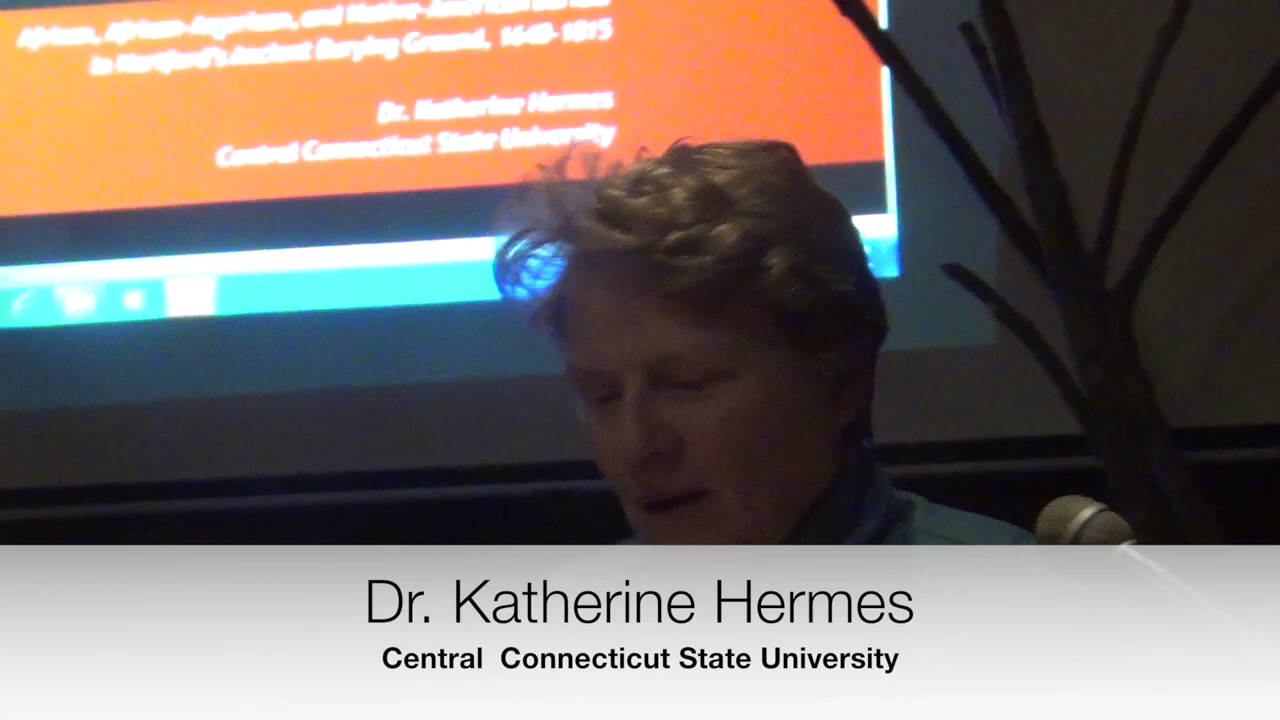 African, African-American, and Native-American Burials
in Hartford's Ancient Burying Ground, 1640-1815
Dr. Katherine Hermes
Central Connecticut State University
Dr. Katherine Hermes
Central Connecticut State University